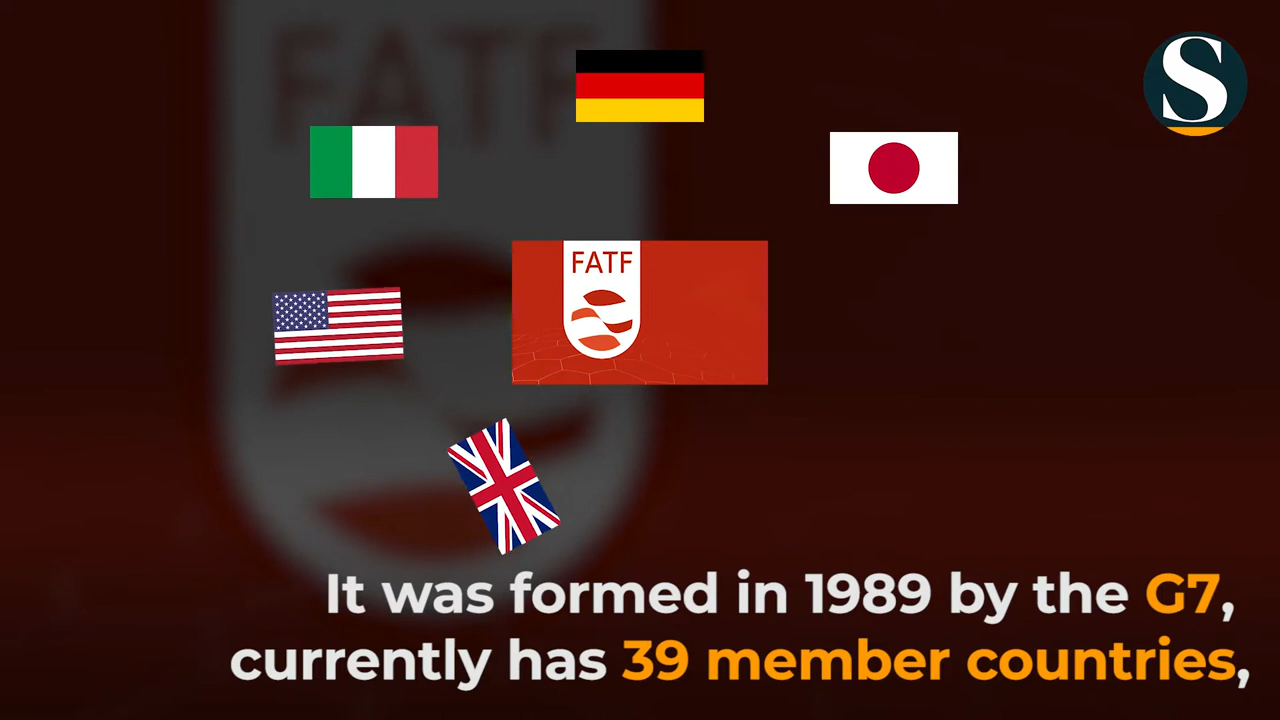 FATF
S
FATF
It was formed in 1989 by the G7,
currently has 39 member countries,